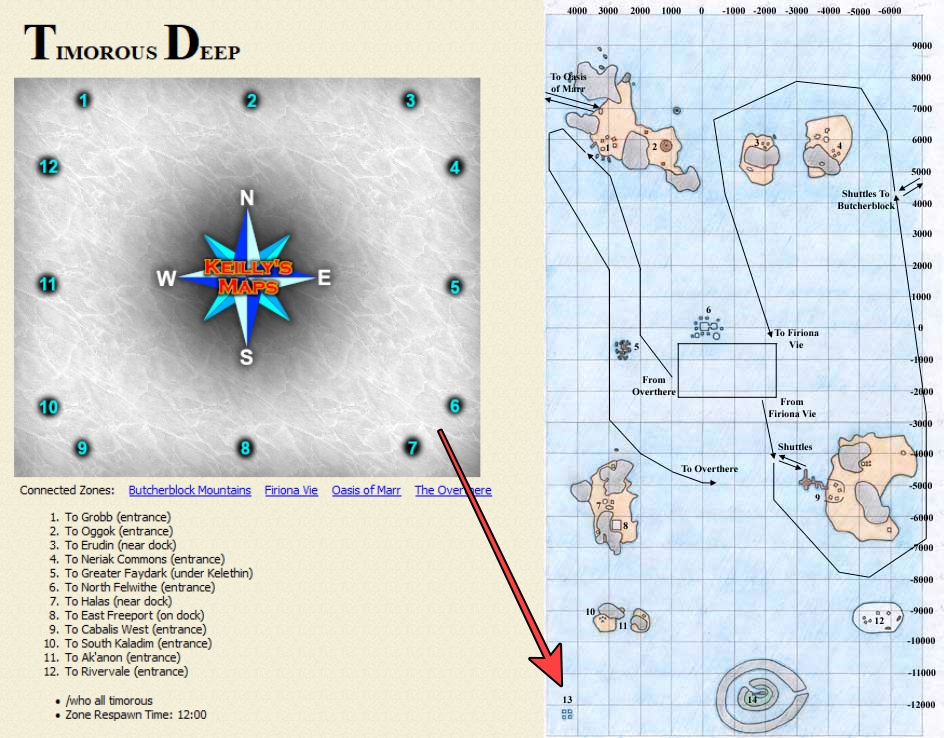 TIMOROUS DEEP
1
2
3
12
4
N
W
KEILLY'S
MAPS
E
11
5
S
10
6
9
8
7
Connected Zones: Butcherblock Mountains Firiona Vie Oasis of Marr The Overthere
1. To Grobb (entrance)
2. To Oggok (entrance)
3. To Erudin (near dock)
4. To Neriak Commons (entrance)
5. To Greater Faydark (under Kelethin)
6. To North Felwithe (entrance)
7. To Halas (near dock)
8. To East Freeport (on dock)
9. To Cabalis West (entrance)
10. To South Kaladim (entrance)
11. To Ak'anon (entrance)
12. To Rivervale (entrance)
• /who all timorous
• Zone Respawn Time: 12:00
4000 3000 2000 1000 0 -1000 -2000 -3000 -4000 -5000 -6000
9000
8000
To Oasis
of Marr
7000
6000
1
2
3
4
5000
Shuttles To
Butcherblock
4000
3000
2000
1000
6
0
To Firiona
Vie
5
-1000
From
Overthere
-2000
From
Firiona Vie
-3000
Shuttles
-4000
To Overthere
-5000
9
7
8
-6000
-7000
-8000
10
11
12
-9000
-10000
-11000
13
14
-12000